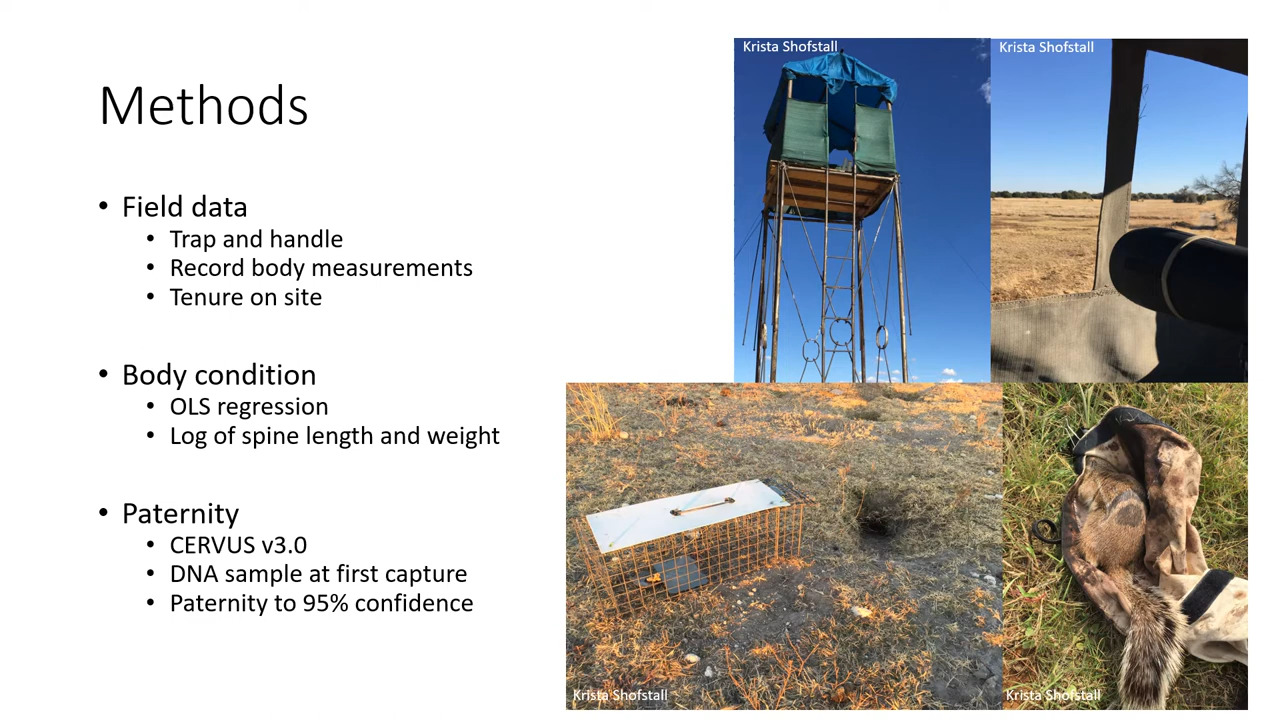 Methods
• Field data
• Trap and handle
• Record body measurements
• Tenure on site
• Body condition
• OLS regression
• Log of spine length and weight
• Paternity
• CERVUS v3.0
• DNA sample at first capture
• Paternity to 95% confidence
Krista Shofstall
Krista Shofstall
Krista Shofstall
Krista Shofstall